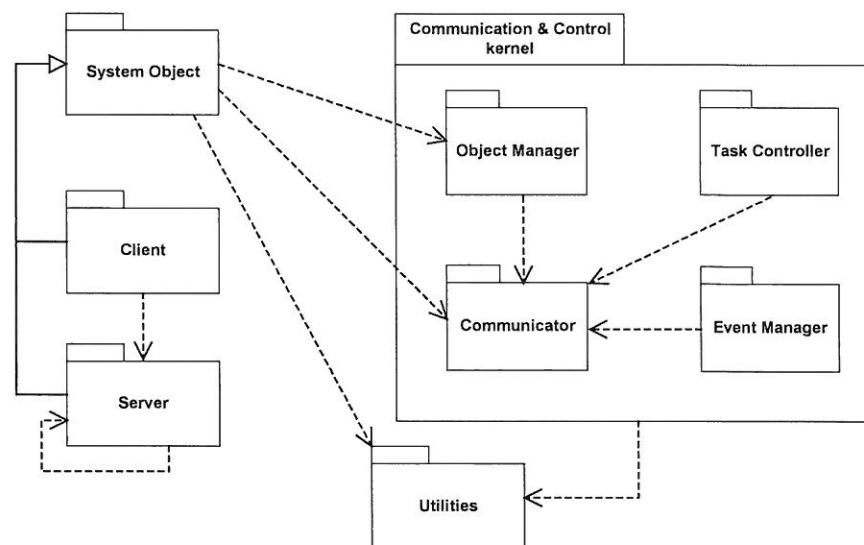 Communication & Control
kernel
System Object
Object Manager
Task Controller
Client
Communicator
Event Manager
Server
Utilities